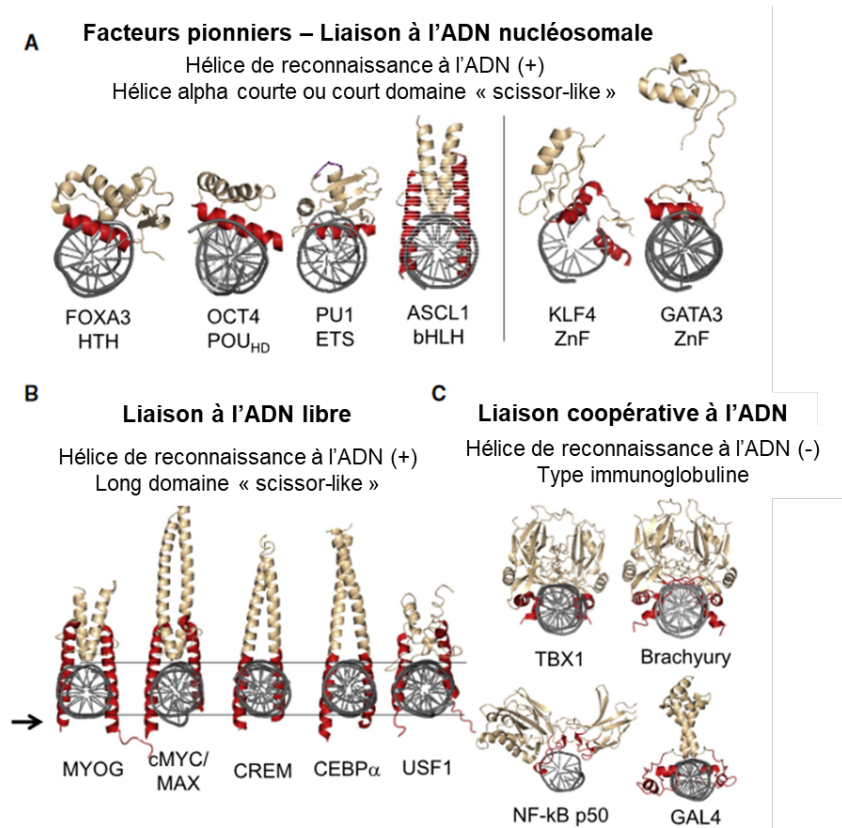 A
Facteurs pionniers – Liaison à l’ADN nucléosomale
Hélice de reconnaissance à l’ADN (+)
Hélice alpha courte ou court domaine « scissor-like »
FOXA3
HTH
OCT4
POUHD
PU1
ETS
ASCL1
bHLH
KLF4
ZnF
GATA3
ZnF
B
Liaison à l’ADN libre
Hélice de reconnaissance à l’ADN (+)
Long domaine « scissor-like »
MYOG
cMYC/
MAX
CREM
CEBPα
USF1
C
Liaison coopérative à l’ADN
Hélice de reconnaissance à l’ADN (-)
Type immunoglobuline
TBX1
Brachyury
NF-kB p50
GAL4